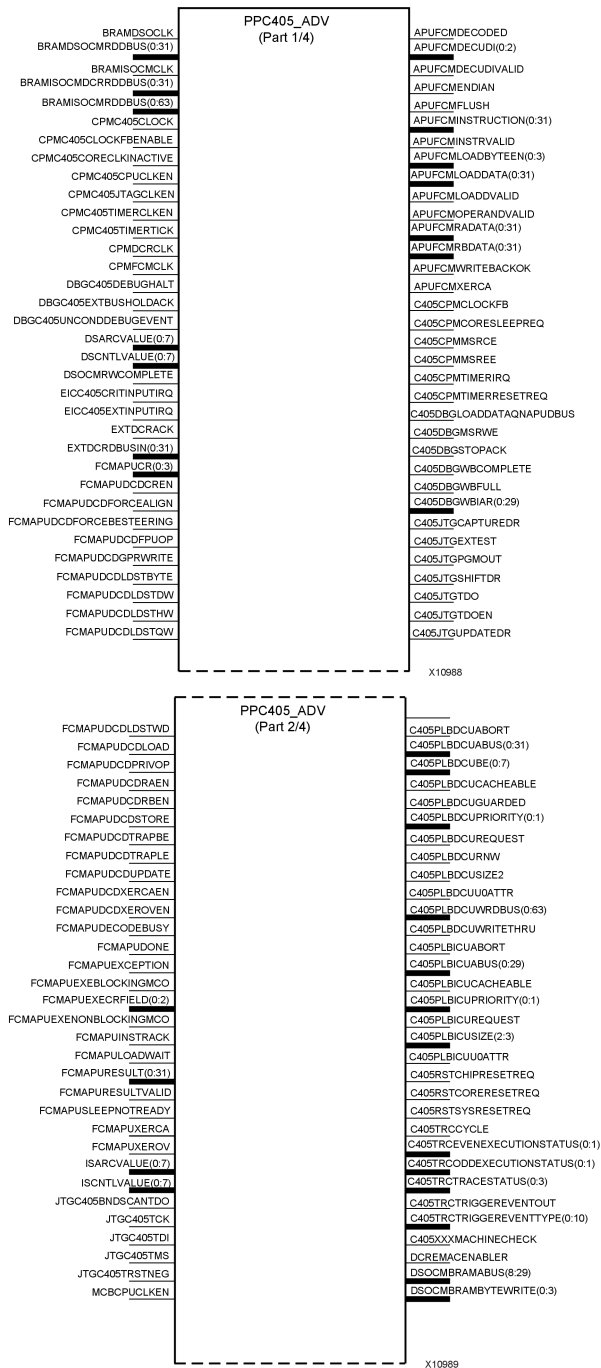 PPC405_ADV
(Part 1/4)
BRAMDSOCLK
BRAMDSOCMRDDBUS(0:31)
BRAMISOCMCLK
BRAMISOCMDCRRDDBUS(0:31)
BRAMISOCMRDDBUS(0:63)
CPMC405CLOCK
CPMC405CLOCKFBENABLE
CPMC405CORECLKINACTIVE
CPMC405CPUCLKEN
CPMC405JTAGCLKEN
CPMC405TIMERCLKEN
CPMC405TIMERTICK
CPMDCRCLK
CPMFCMCLK
DBGC405DEBUGHALT
DBGC405EXTBUSHOLDACK
DBGC405UNCONDDEBUGEVENT
DSARCVALUE(0:7)
DSCNTLVALUE(0:7)
DSOCMRWCOMPLETE
EICC405CRITINPUTIRQ
EICC405EXTINPUTIRQ
EXTDCRACK
EXTDCRDBUSIN(0:31)
FCMAPUCR(0:3)
FCMAPUDCDCREN
FCMAPUDCDFORCEALIGN
FCMAPUDCDFORCEBESTEERING
FCMAPUDCDFPUOP
FCMAPUDCDGPRWRITE
FCMAPUDCDLDSTBYTE
FCMAPUDCDLDSTDW
FCMAPUDCDLDSTHW
FCMAPUDCDLDSTQW
APUFCMDECODED
APUFCMDECUDI(0:2)
APUFCMDECUDIVALID
APUFCMENDIAN
APUFCMFLUSH
APUFCMINSTRUCTION(0:31)
APUFCMINSTRVALID
APUFCMLOADBYTEEN(0:3)
APUFCMLOADDATA(0:31)
APUFCMLOADDVALID
APUFCMOPERANDVALID
APUFCMRADATA(0:31)
APUFCMRBDATA(0:31)
APUFCMWRITEBACKOK
APUFCMXERCA
C405CPMCLOCKFB
C405CPMCORESLEEPREQ
C405CPMMSRCE
C405CPMMSREE
C405CPMTIMERIRQ
C405CPMTIMERRESETREQ
C405DBGLOADDATAQNAPUDBUS
C405DBGMSRWE
C405DBGSTOPACK
C405DBGWBCOMPLETE
C405DBGWBFULL
C405DBGWBIAR(0:29)
C405JTGCAPTUREDR
C405JTGEXTEST
C405JTGPGMOUT
C405JTGSHIFTDR
C405JTGTDO
C405JTGTDOEN
C405JTGUPDATEDR
X10988
PPC405_ADV
(Part 2/4)
FCMAPUDCDLDSTWD
FCMAPUDCDLOAD
FCMAPUDCDPRIVOP
FCMAPUDCDRAEN
FCMAPUDCDRBEN
FCMAPUDCDSTORE
FCMAPUDCDTRAPBE
FCMAPUDCDTRAPLE
FCMAPUDCDUPDATE
FCMAPUDCDXERCAEN
FCMAPUDCDXEROVEN
FCMAPUDECODEBUSY
FCMAPUDONE
FCMAPUEXCEPTION
FCMAPUEXEBLOCKINGMCO
FCMAPUEXECRFIELD(0:2)
FCMAPUEXENONBLOCKINGMCO
FCMAPUINSTRACK
FCMAPULOADWAIT
FCMAPURESULT(0:31)
FCMAPURESULTVALID
FCMAPUSLEEPNOTREADY
FCMAPUXERCA
FCMAPUXEROV
ISARCVALUE(0:7)
ISCNTLVALUE(0:7)
JTGC405BNDSCANTDO
JTGC405TCK
JTGC405TDI
JTGC405TMS
JTGC405TRSTNEG
MCBCPUCLKEN
C405PLBDCUABORT
C405PLBDCUABUS(0:31)
C405PLBDCUBE(0:7)
C405PLBDCUCACHEABLE
C405PLBDCUGUARDED
C405PLBDCUPRIORITY(0:1)
C405PLBDCUREQUEST
C405PLBDCURNW
C405PLBDCUSIZE2
C405PLBDCUU0ATTR
C405PLBDCUWRDBUS(0:63)
C405PLBDCUWRITETHRU
C405PLBICUABORT
C405PLBICUABUS(0:29)
C405PLBICUCACHEABLE
C405PLBICUPRIORITY(0:1)
C405PLBICUREQUEST
C405PLBICUSIZE(2:3)
C405PLBICUU0ATTR
C405RSTCHIPRESETREQ
C405RSTCORERESETREQ
C405RSTSYSRESETREQ
C405TRCCYCLE
C405TRCEVENEXECUTIONSTATUS(0:1)
C405TRCODDEXECUTIONSTATUS(0:1)
C405TRCTRACESTATUS(0:3)
C405TRCTRIGGEREVENTOUT
C405TRCTRIGGEREVENTTYPE(0:10)
C405XXXMACHINECHECK
DCREMACENABLER
DSOCMBRAMABUS(8:29)
DSOCMBRAMBYTEWRITE(0:3)
X10989